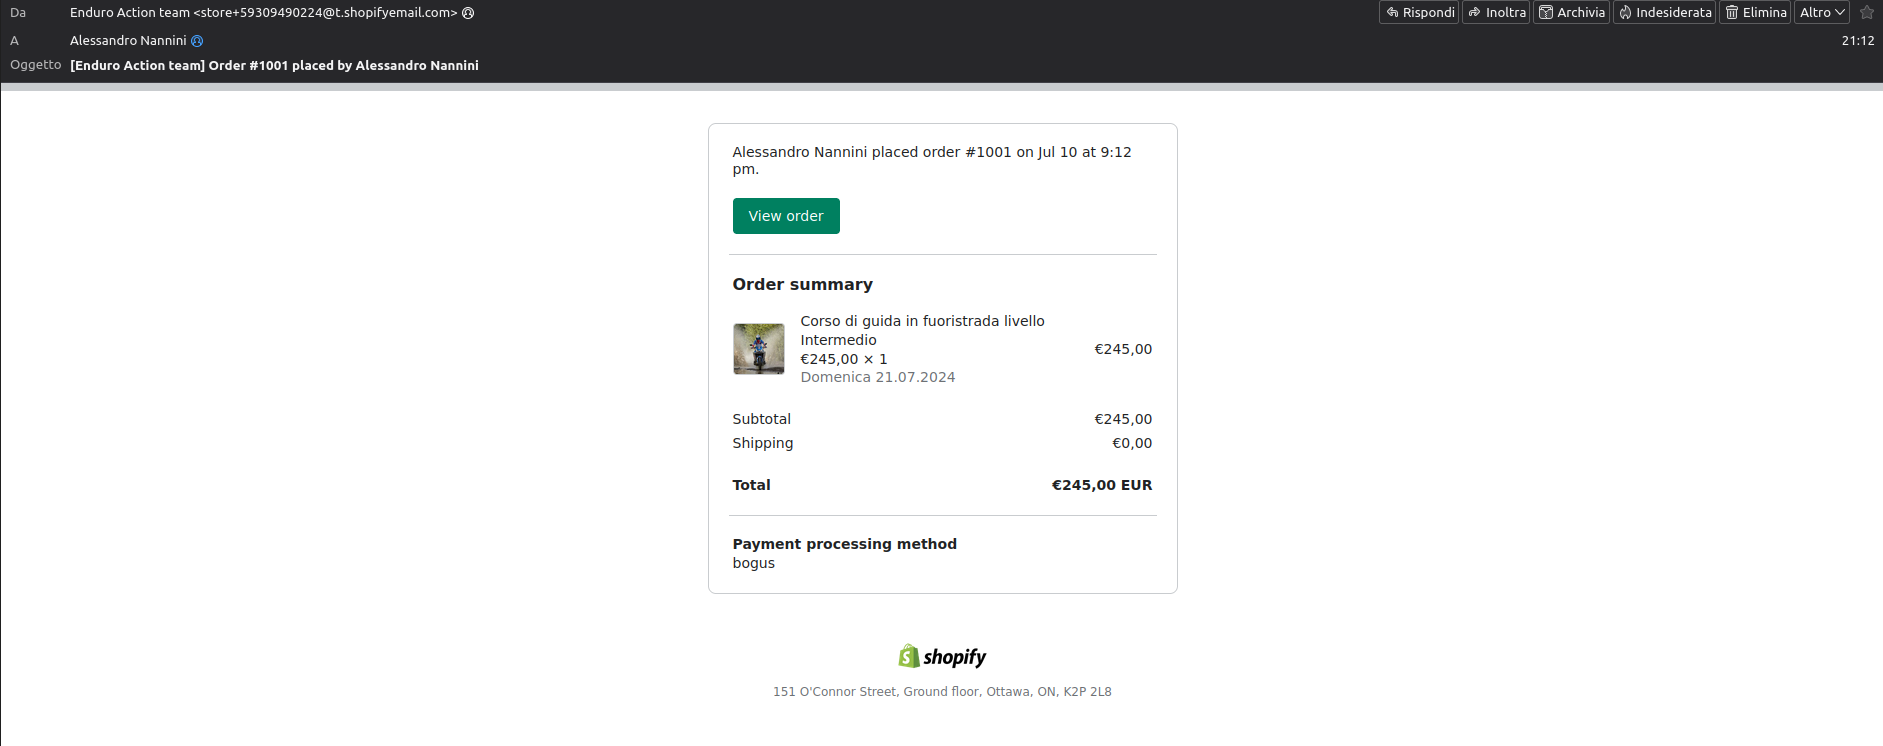 Da Enduro Action team <store+59309490224@t.shopifyemail.com>
Rispondi Inoltra Archivia Indesiderata Elimina Altro
A Alessandro Nannini
21:12
Oggetto [Enduro Action team] Order #1001 placed by Alessandro Nannini
Alessandro Nannini placed order #1001 on Jul 10 at 9:12
pm.
View order
Order summary
Corso di guida in fuoristrada livello
Intermedio
€245,00 × 1
€245,00
Domenica 21.07.2024
Subtotal €245,00
Shipping €0,00
Total €245,00 EUR
Payment processing method
bogus
shopify
151 O'Connor Street, Ground floor, Ottawa, ON, K2P 2L8